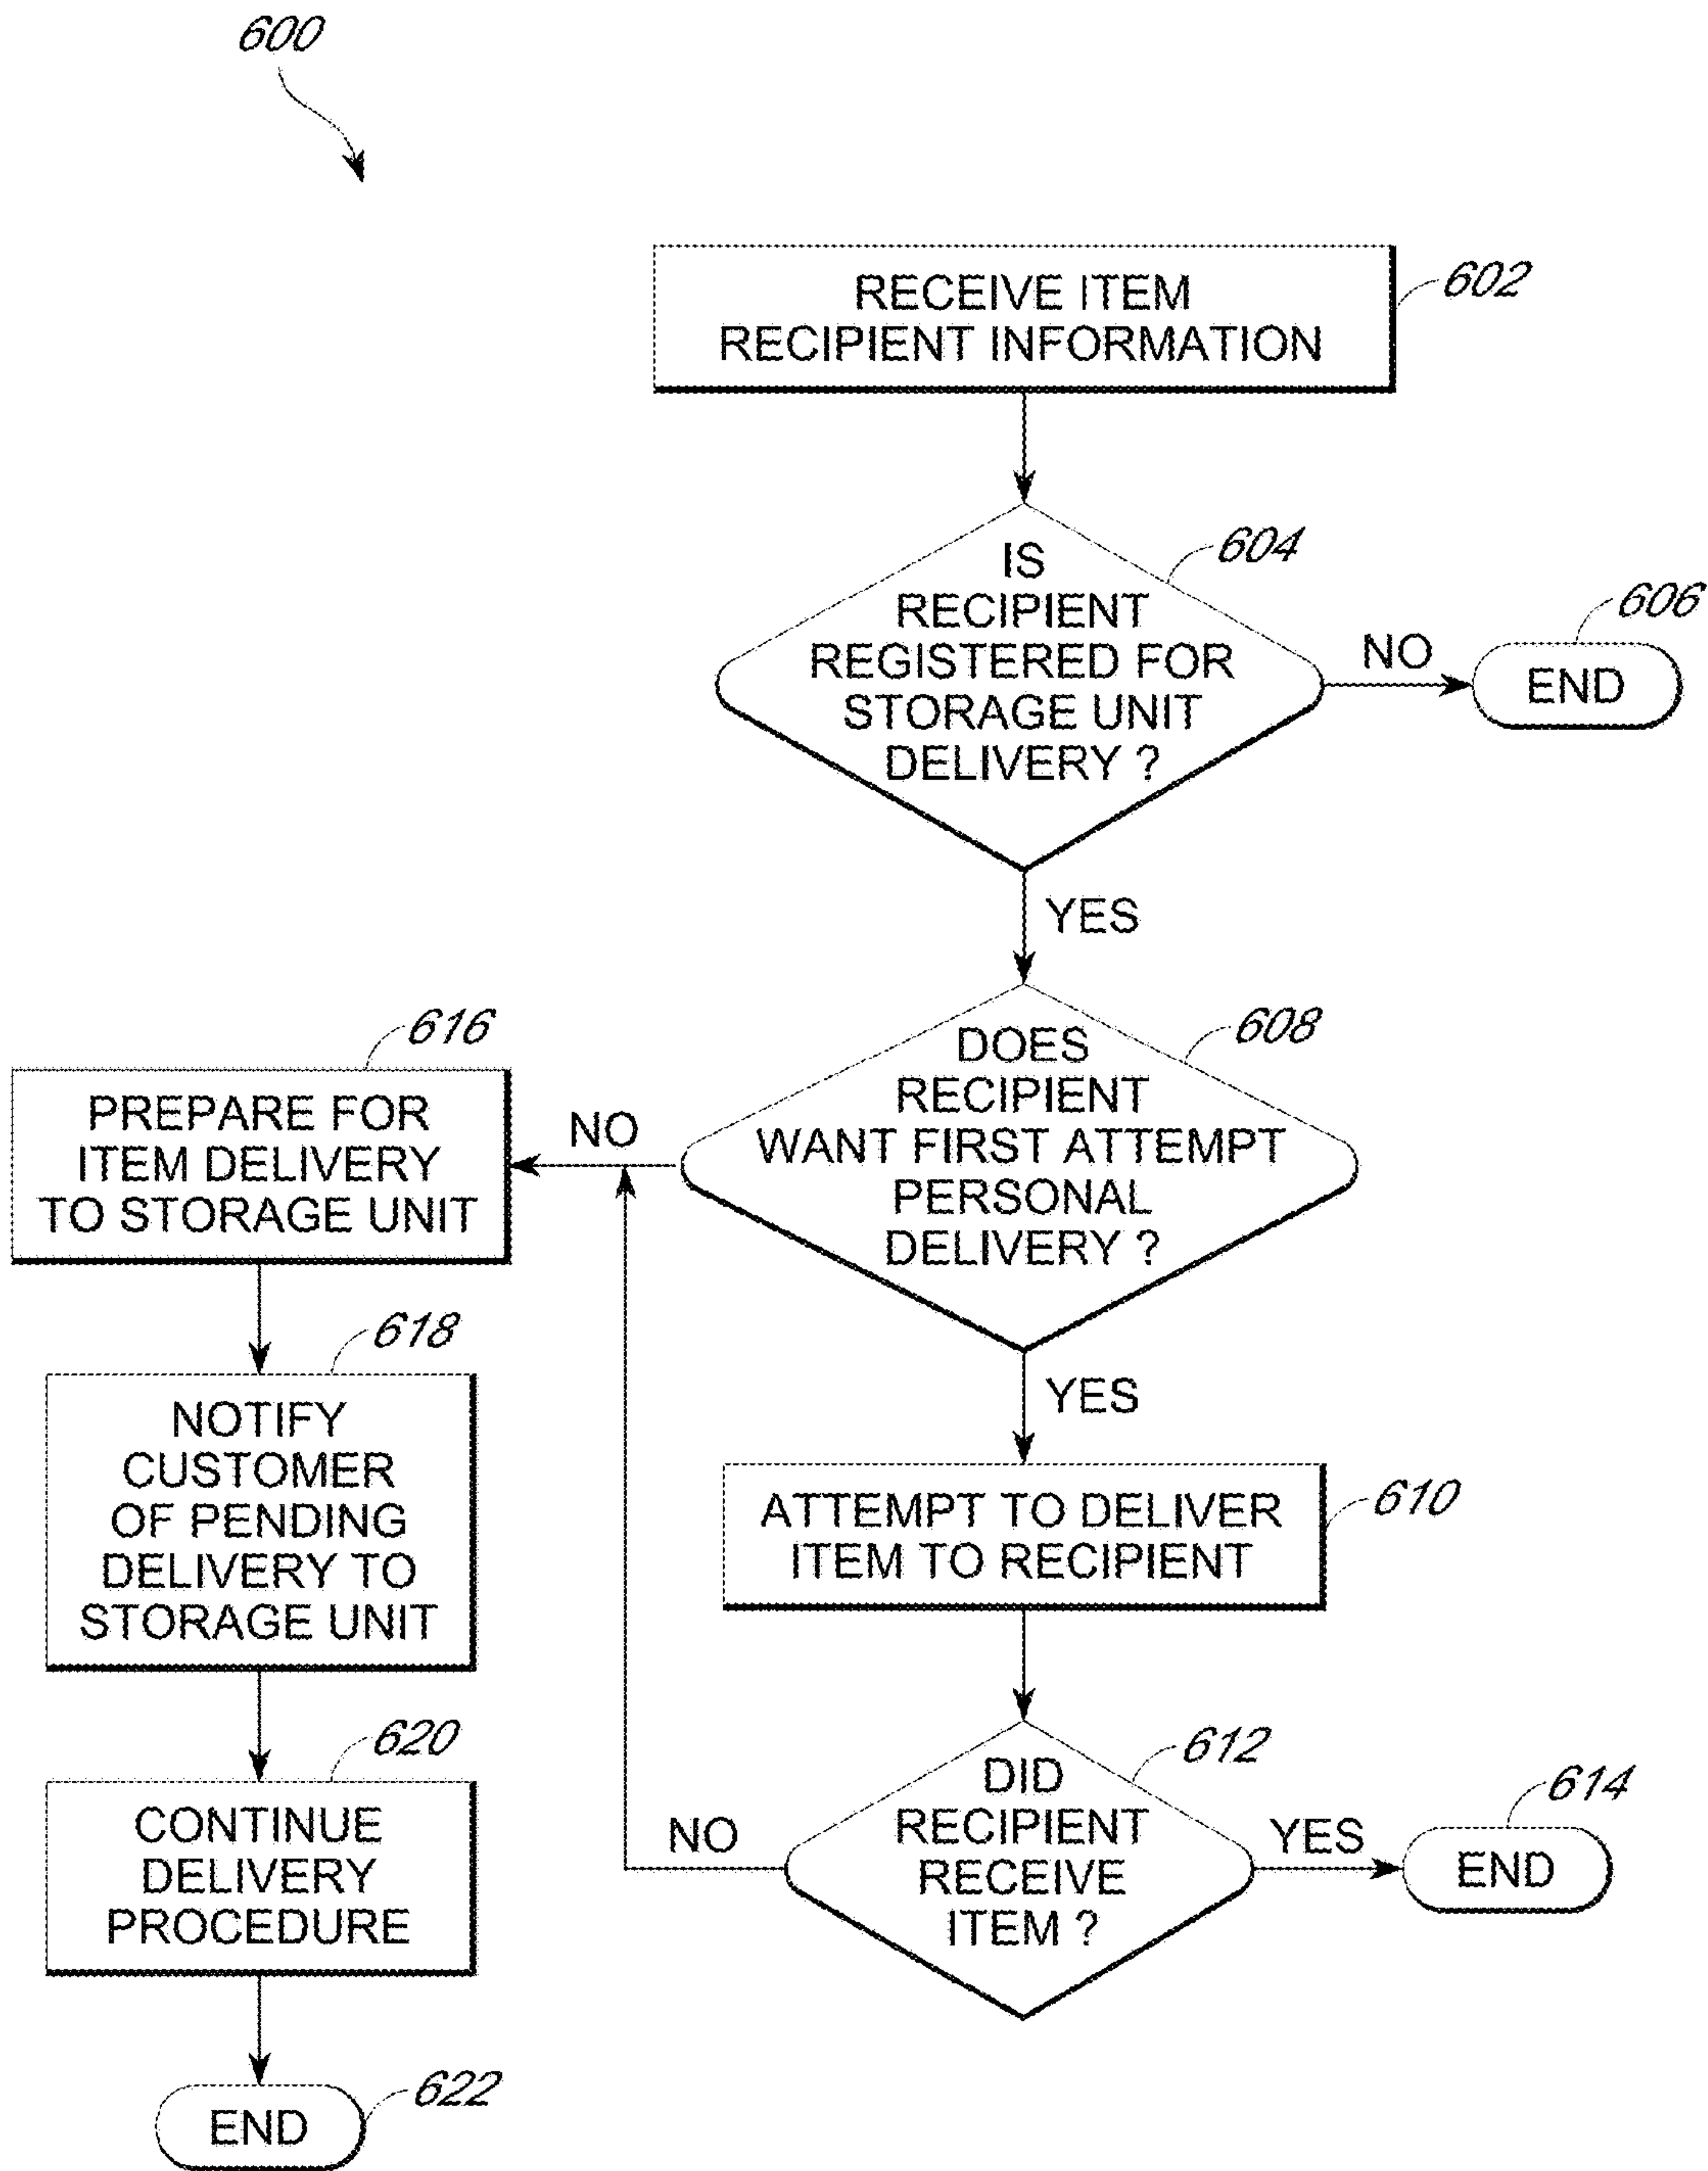 600
RECEIVE ITEM
RECIPIENT INFORMATION
602
IS
RECIPIENT
REGISTERED FOR
STORAGE UNIT
DELIVERY ?
604
NO
606
END
YES
DOES
RECIPIENT
WANT FIRST ATTEMPT
PERSONAL
DELIVERY ?
608
NO
616
PREPARE FOR
ITEM DELIVERY
TO STORAGE UNIT
618
NOTIFY
CUSTOMER
OF PENDING
DELIVERY TO
STORAGE UNIT
YES
ATTEMPT TO DELIVER
ITEM TO RECIPIENT
610
DID
RECIPIENT
RECEIVE
ITEM ?
612
NO
YES
614
END
620
CONTINUE
DELIVERY
PROCEDURE
END
622